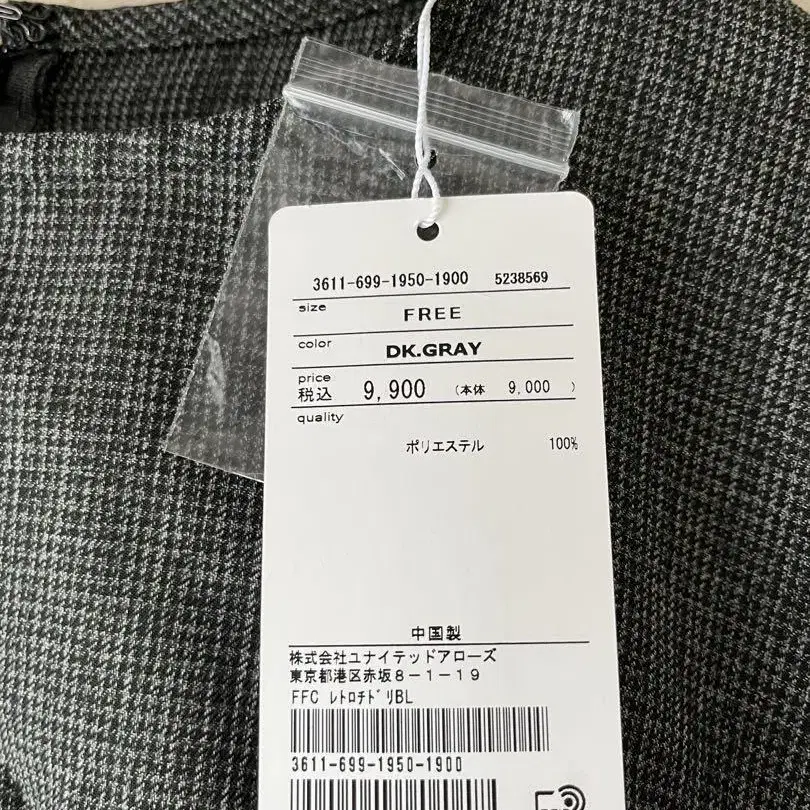 3611-699-1950-1900 5238569
size FREE
color DK.GRAY
price
税込 9,900 (本体 9,000 )
quality
ポリエステル 100%
中国製
株式会社ユナイテッドアローズ
東京都港区赤坂8-1-19
FFC ﾚﾄﾛﾁﾄﾞﾘBL
3611-699-1950-1900